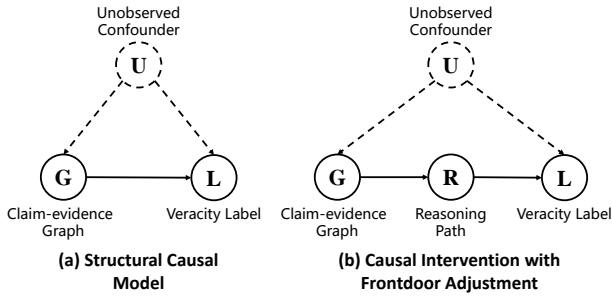 Unobserved
Confounder
U
G
L
Claim-evidence
Graph
Veracity Label
(a) Structural Causal
Model
Unobserved
Confounder
U
G
R
L
Claim-evidence
Graph
Reasoning
Path
Veracity Label
(b) Causal Intervention with
Frontdoor Adjustment